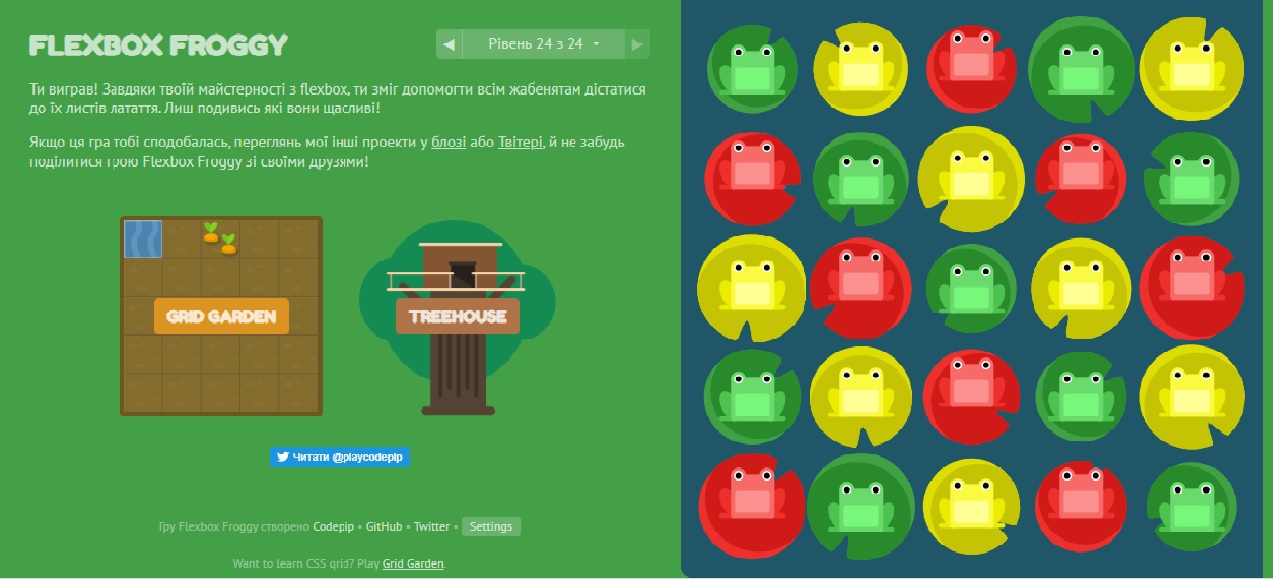 FLEXBOX FROGGY
Рівень 24 з 24
Ти виграв! Завдяки твоїй майстерності з flexbox, ти зміг допомогти всім жабенятам дістатися
до їх листів латаття. Лиш подивись які вони щасливі!
Якщо ця гра тобі сподобалась, переглянь мої інші проекти у блозі або Твітері, й не забудь
поділитися грою Flexbox Froggy зі своїми друзями!
GRID GARDEN
TREEHOUSE
Читати @playcodepip
Гру Flexbox Froggy створено Codepip • GitHub • Twitter • Settings
Want to learn CSS grid? Play Grid Garden.